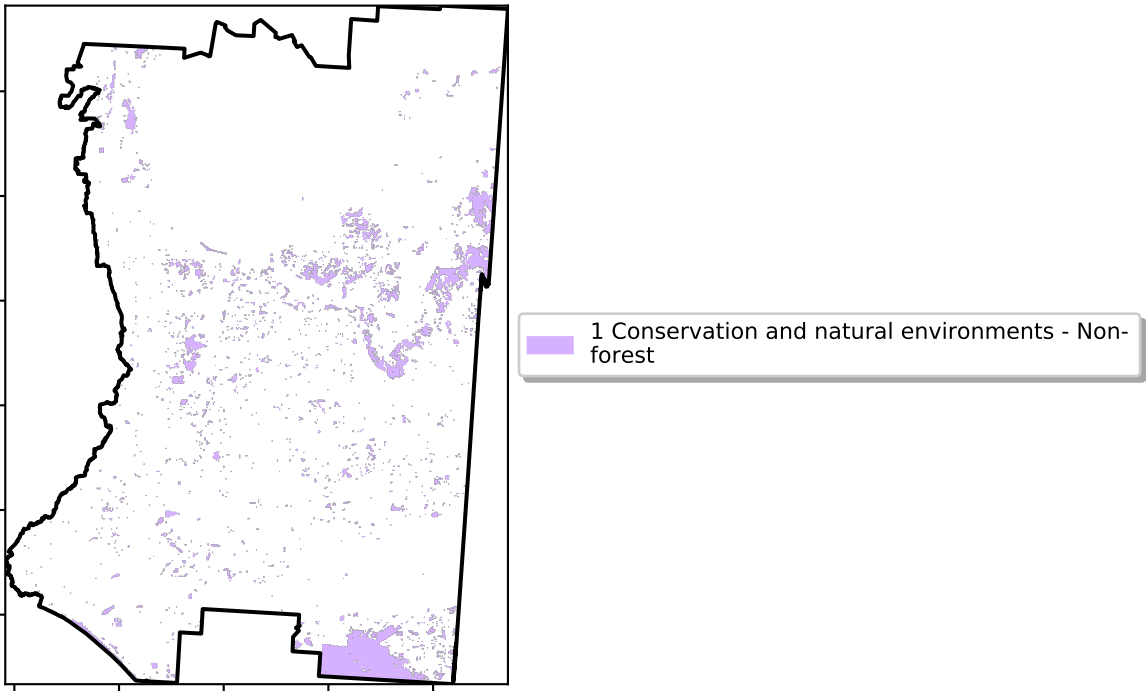 1 Conservation and natural environments - Non-
forest